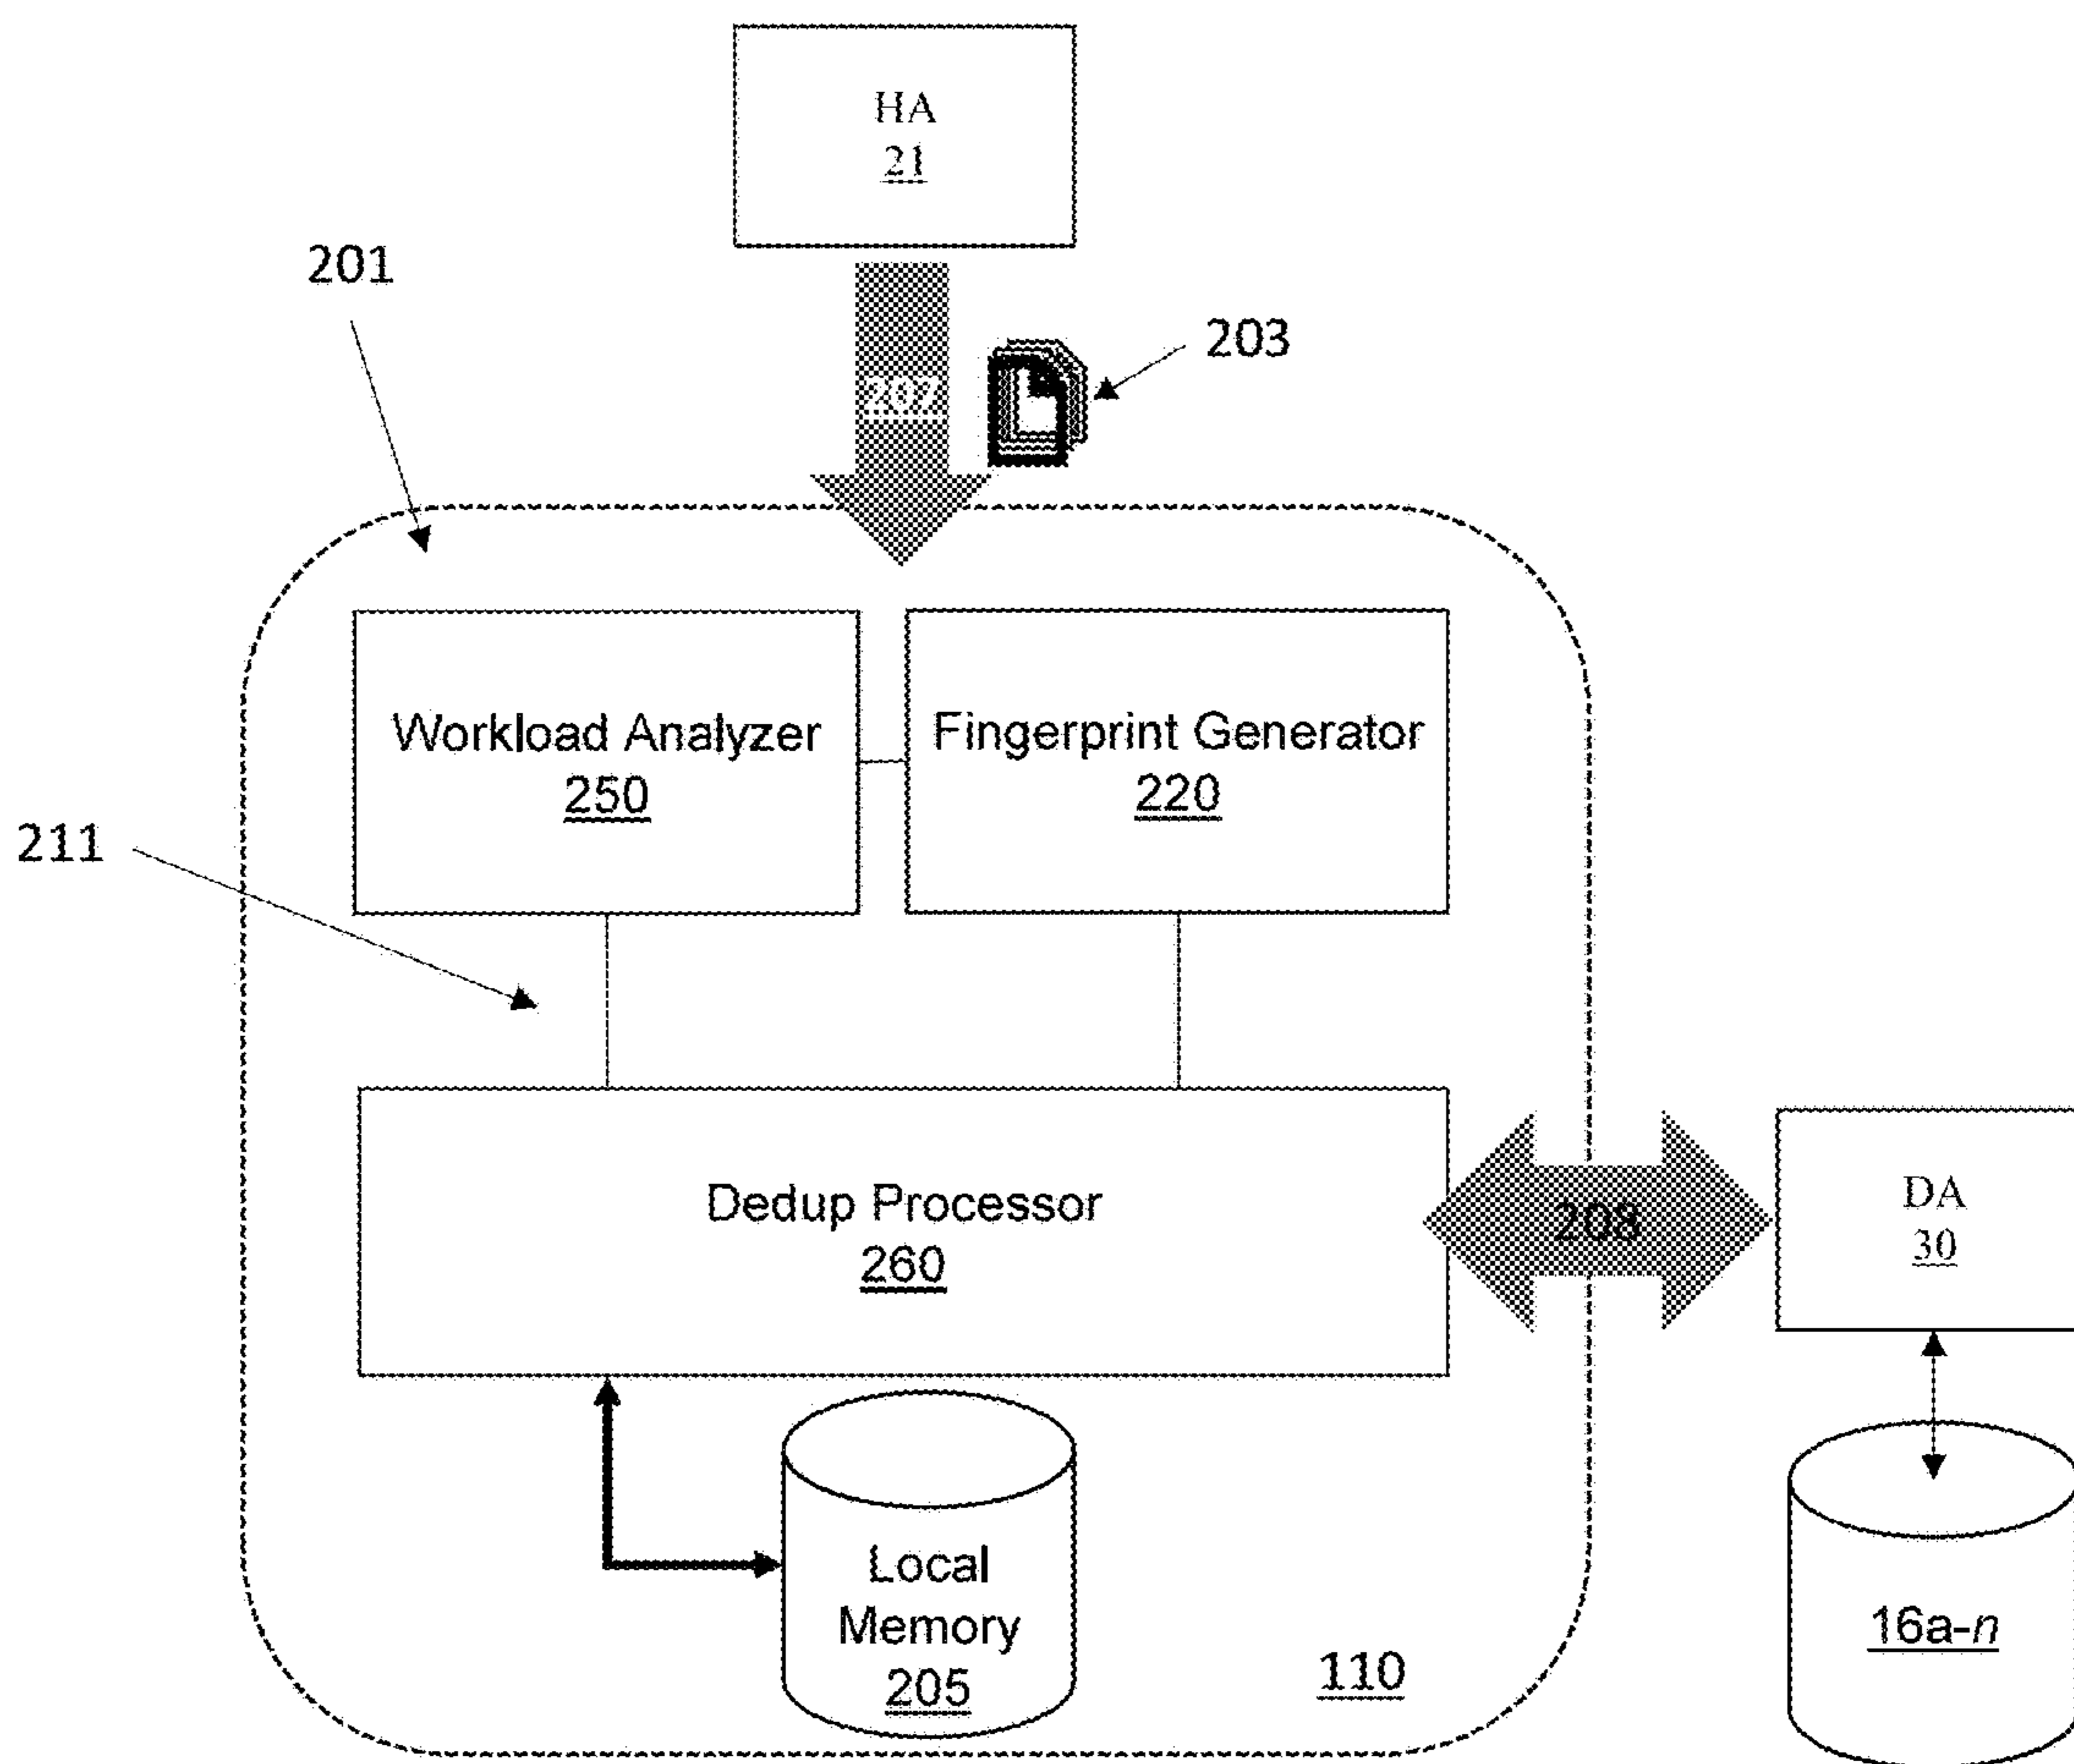 HA
21
201
203
207
Workload Analyzer
250
Fingerprint Generator
220
211
Dedup Processor
260
208
DA
30
Local
Memory
205
16a-n
110